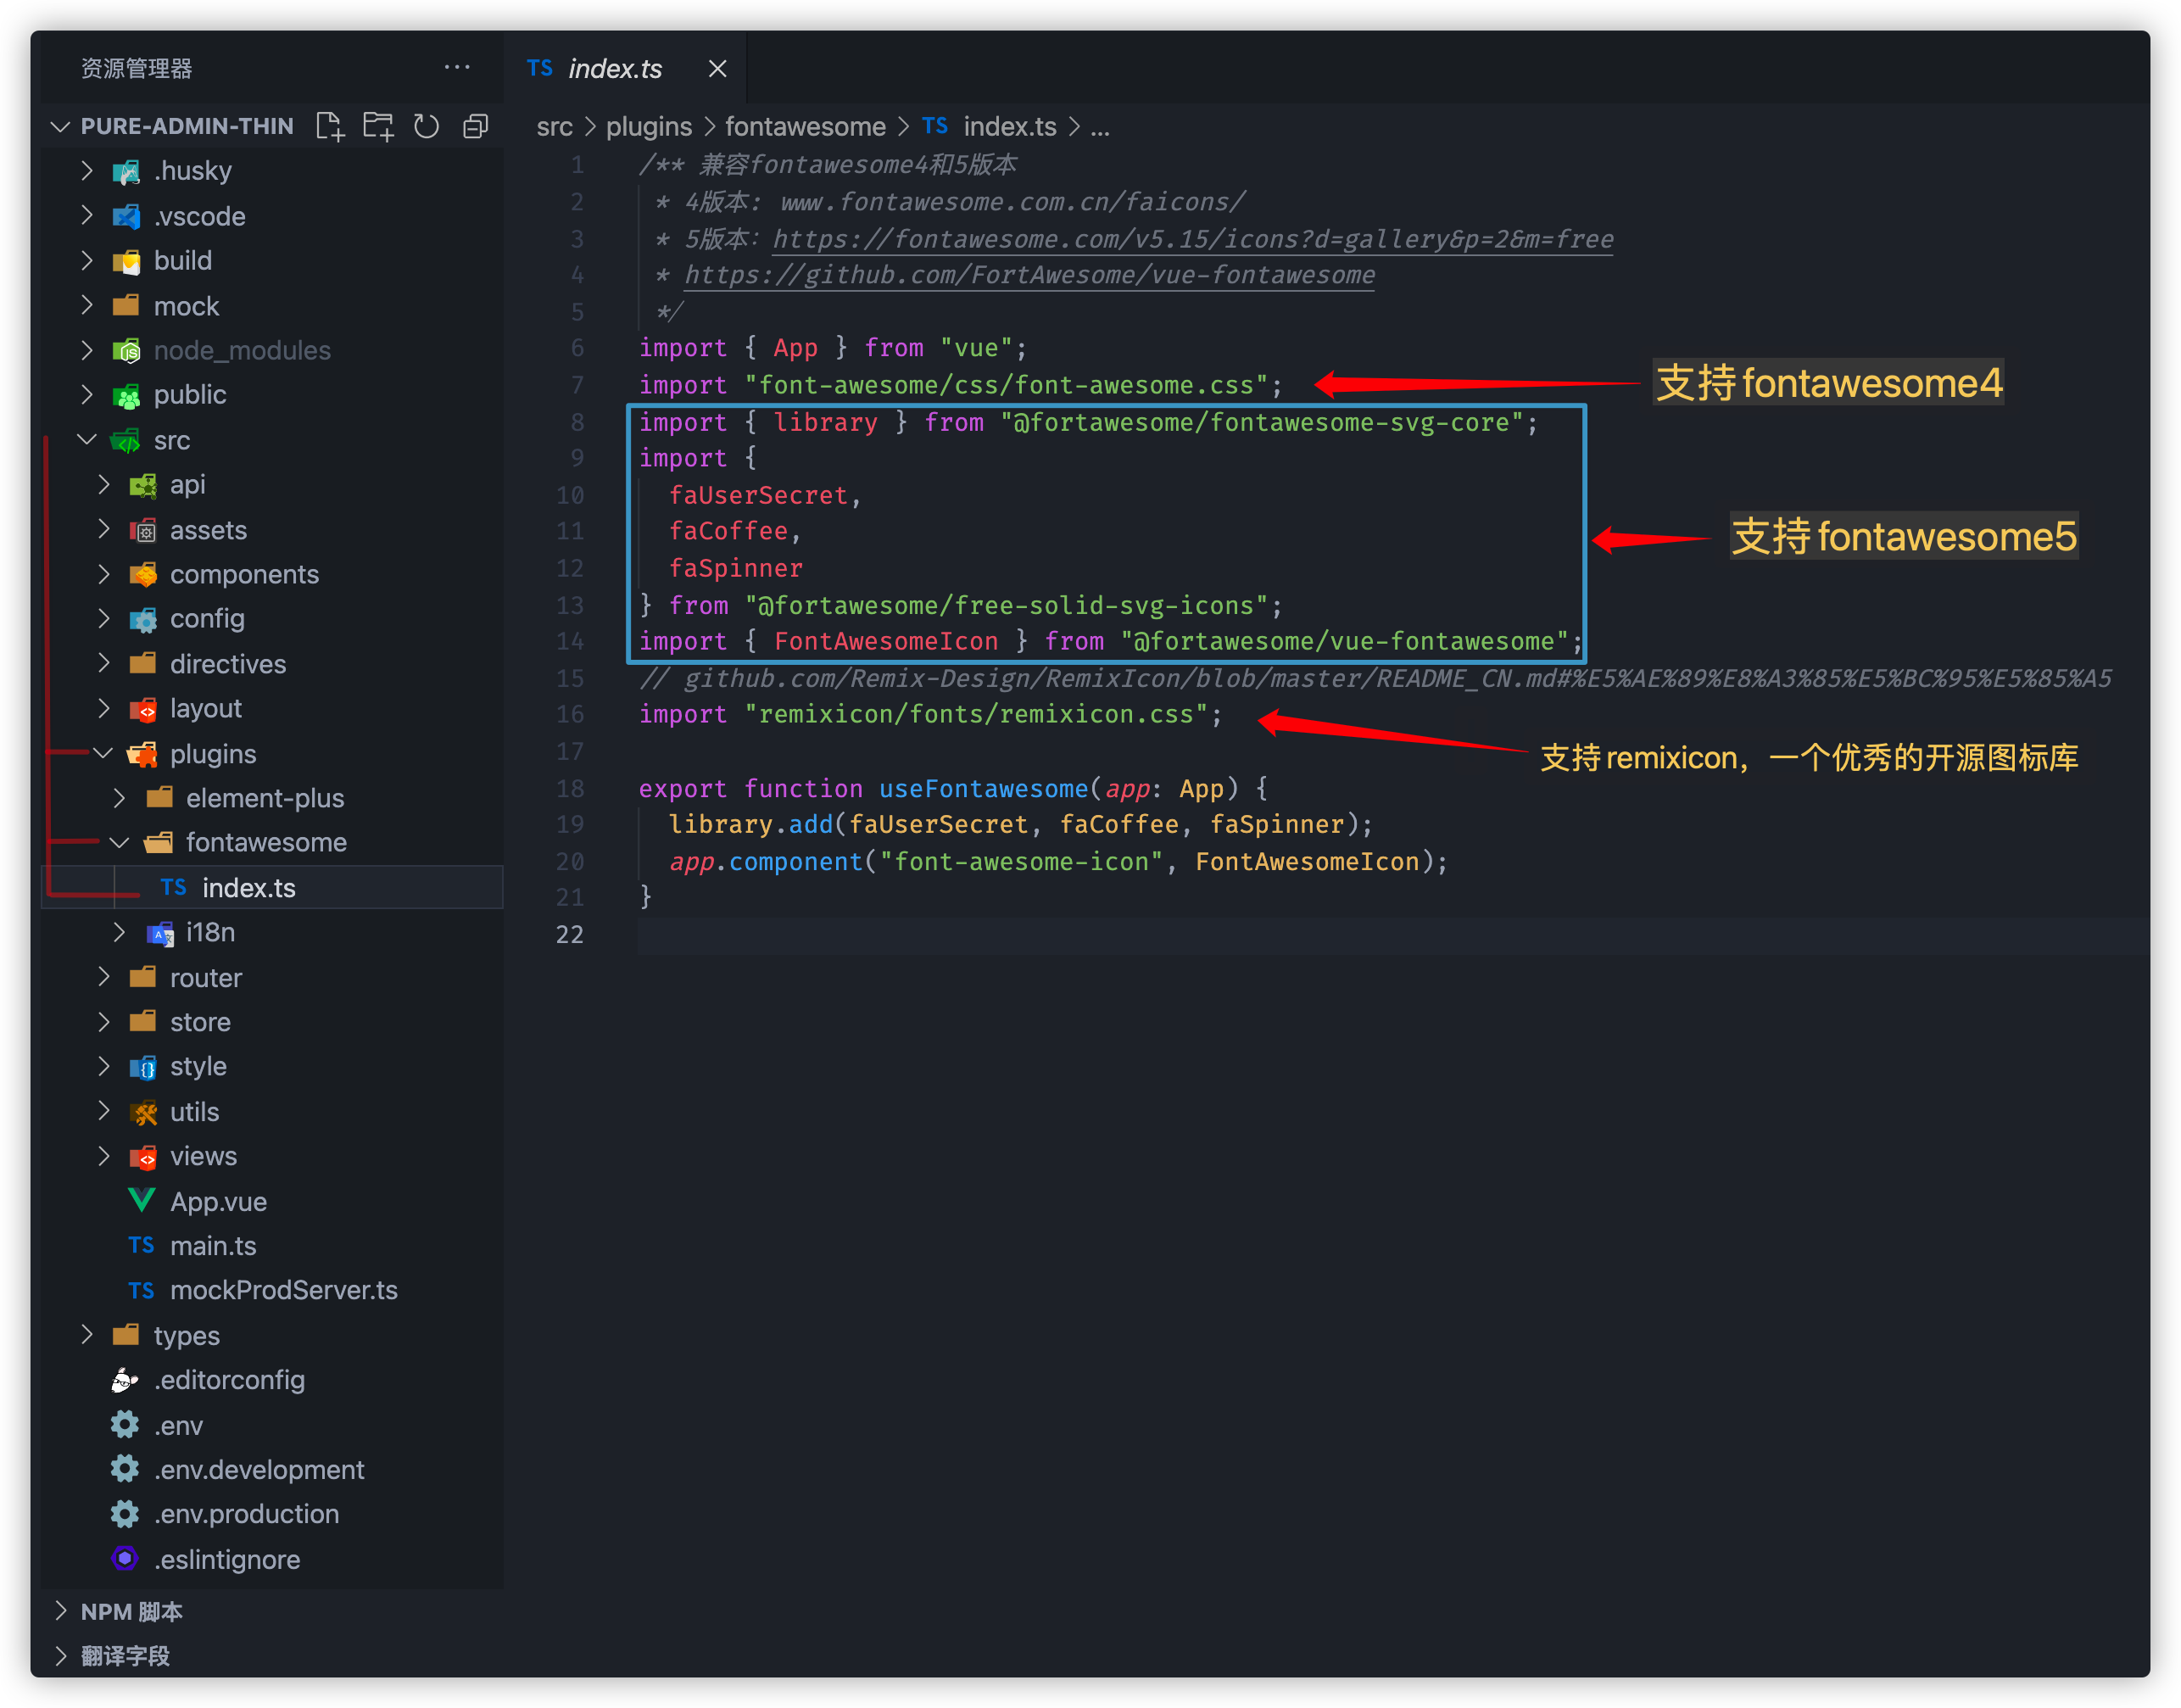 资源管理器
PURE-ADMIN-THIN
.husky
.vscode
build
mock
node_modules
public
src
api
assets
components
config
directives
layout
plugins
element-plus
fontawesome
TS index.ts
i18n
router
store
style
utils
views
App.vue
TS main.ts
TS mockProdServer.ts
types
.editorconfig
.env
.env.development
.env.production
.eslintignore
NPM 脚本
翻译字段
TS index.ts
src > plugins > fontawesome > TS index.ts > ...
1 /** 兼容fontawesome4和5版本
2 * 4版本: www.fontawesome.com.cn/faicons/
3 * 5版本：https://fontawesome.com/v5.15/icons?d=gallery&p=2&m=free
4 * https://github.com/FortAwesome/vue-fontawesome
5 */
6 import { App } from "vue";
7 import "font-awesome/css/font-awesome.css";
支持fontawesome4
8 import { library } from "@fortawesome/fontawesome-svg-core";
9 import {
10 faUserSecret,
11 faCoffee,
支持fontawesome5
12 faSpinner
13 } from "@fortawesome/free-solid-svg-icons";
14 import { FontAwesomeIcon } from "@fortawesome/vue-fontawesome";
15 // github.com/Remix-Design/RemixIcon/blob/master/README_CN.md#%E5%AE%89%E8%A3%85%E5%BC%95%E5%85%A5
16 import "remixicon/fonts/remixicon.css";
支持remixicon，一个优秀的开源图标库
17
18 export function useFontawesome(app: App) {
19 library.add(faUserSecret, faCoffee, faSpinner);
20 app.component("font-awesome-icon", FontAwesomeIcon);
21 }
22